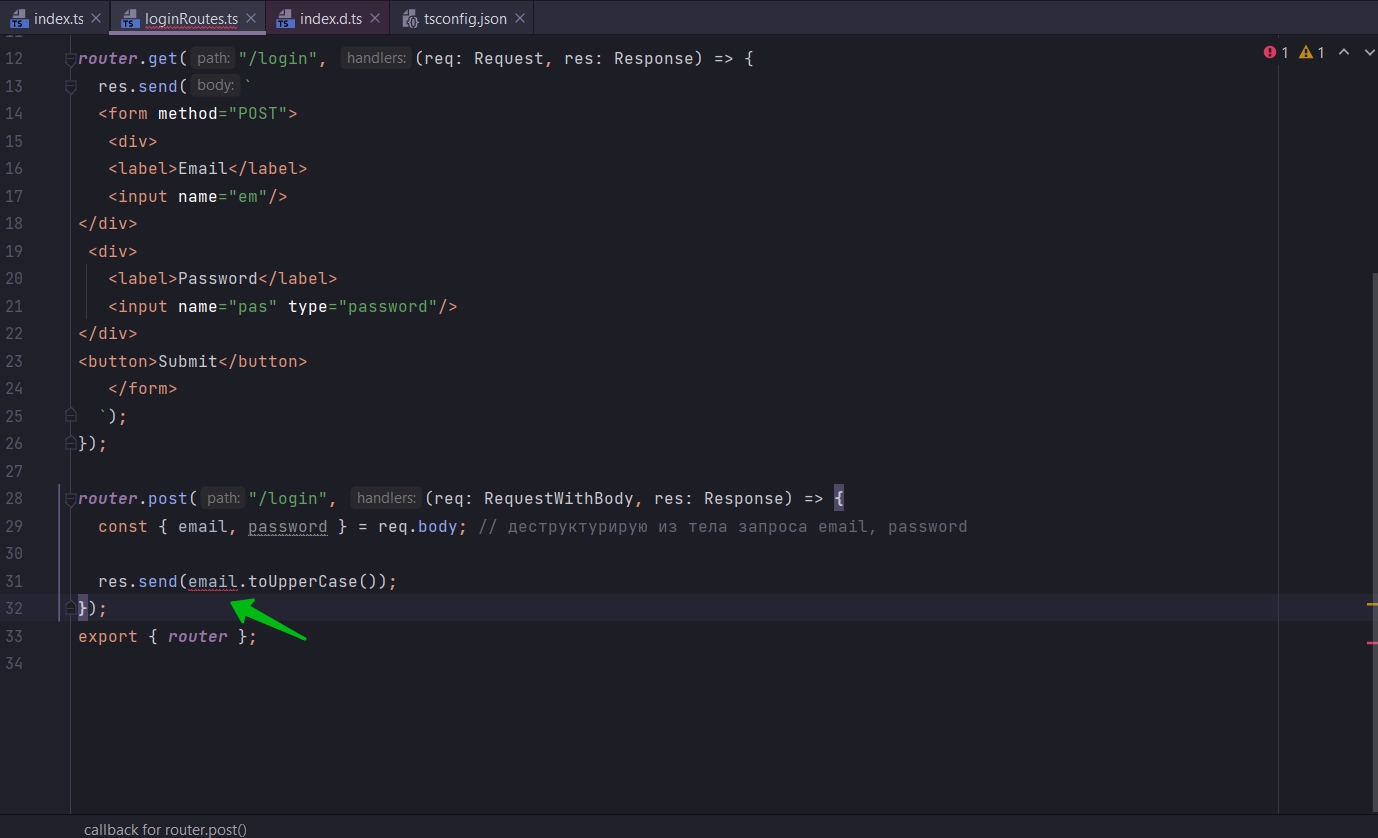 index.ts loginRoutes.ts index.d.ts tsconfig.json
12 router.get( path: "/login", handlers: (req: Request, res: Response) => { 1 1
13 res.send( body: `
14 <form method="POST">
15 <div>
16 <label>Email</label>
17 <input name="em"/>
18 </div>
19 <div>
20 <label>Password</label>
21 <input name="pas" type="password"/>
22 </div>
23 <button>Submit</button>
24 </form>
25 `);
26 });
27
28 router.post( path: "/login", handlers: (req: RequestWithBody, res: Response) => {
29 const { email, password } = req.body; // деструктурирую из тела запроса email, password
30
31 res.send(email.toUpperCase());
32 });
33 export { router };
34
callback for router.post()